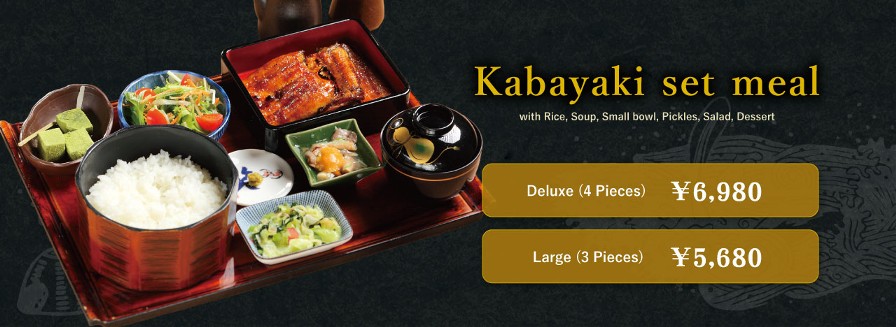 Kabayaki set meal
with Rice, Soup, Small bowl, Pickles, Salad, Dessert
Deluxe (4 Pieces) ¥6,980
Large (3 Pieces) ¥5,680